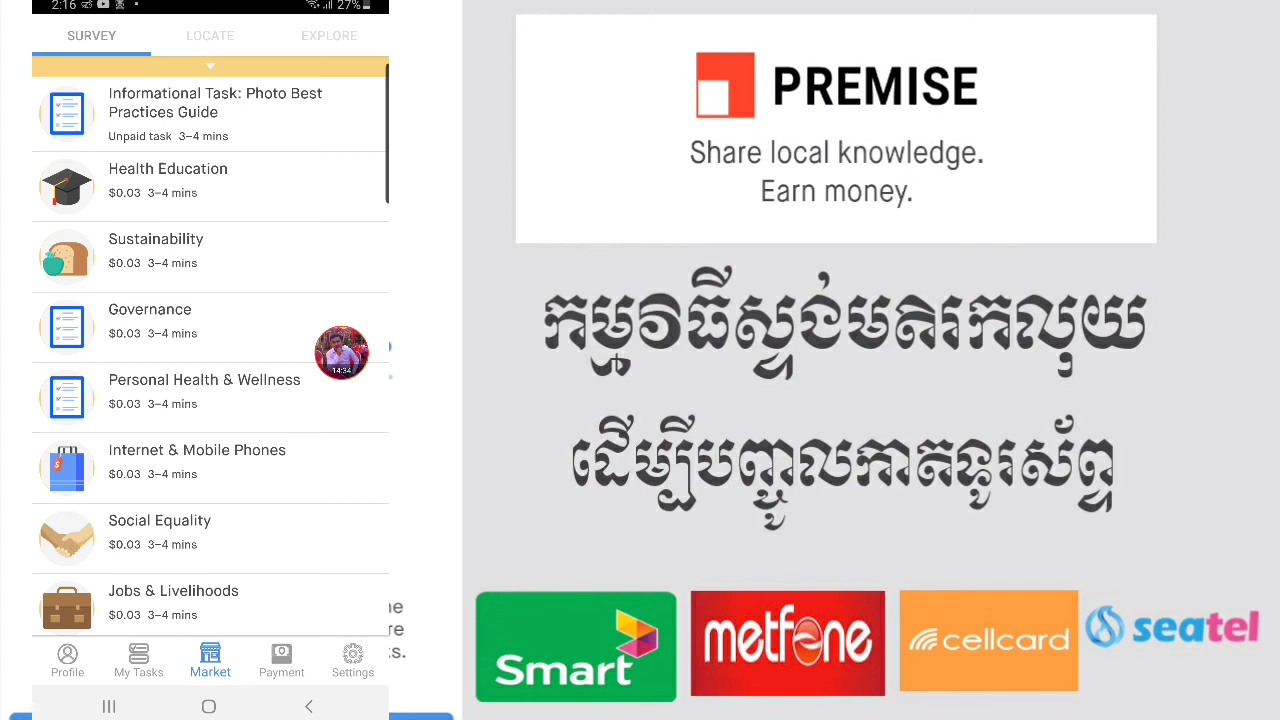 2:16
27%
SURVEY
LOCATE
EXPLORE
Informational Task: Photo Best
Practices Guide
Unpaid task 3–4 mins
Health Education
$0.03 3–4 mins
Sustainability
$0.03 3–4 mins
Governance
$0.03 3–4 mins
14:34
Personal Health & Wellness
$0.03 3–4 mins
Internet & Mobile Phones
$0.03 3–4 mins
Social Equality
$0.03 3–4 mins
Jobs & Livelihoods
$0.03 3–4 mins
Profile
My Tasks
Market
Payment
Settings
PREMISE
Share local knowledge.
Earn money.
កម្មវិធីស្ទង់មតិរកលុយ
ដើម្បីបញ្ចូលកាតទូរស័ព្ទ
Smart
metfone
cellcard
seatel